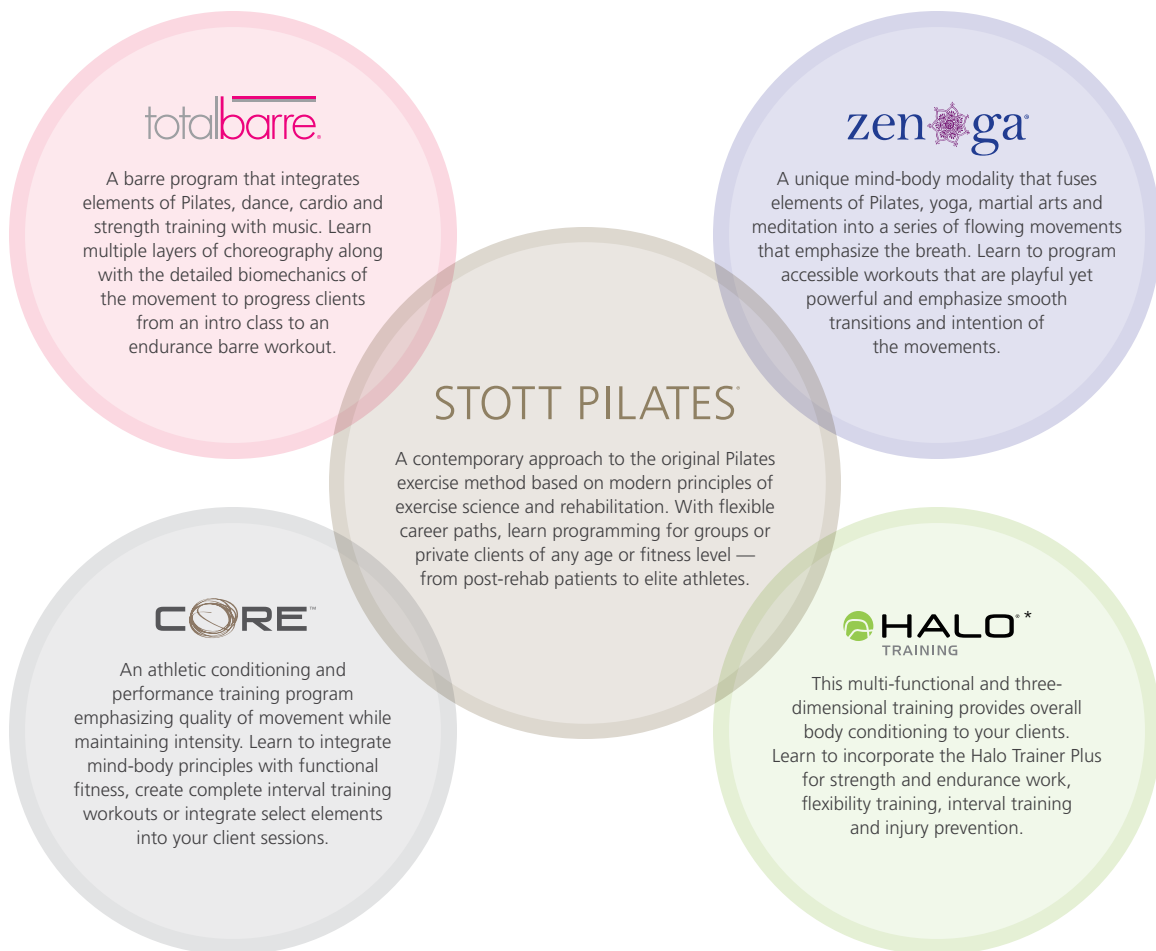 totalbarre®
A barre program that integrates
elements of Pilates, dance, cardio and
strength training with music. Learn
multiple layers of choreography along
with the detailed biomechanics of
the movement to progress clients
from an intro class to an
endurance barre workout.
zenga®
A unique mind-body modality that fuses
elements of Pilates, yoga, martial arts and
meditation into a series of flowing movements
that emphasize the breath. Learn to program
accessible workouts that are playful yet
powerful and emphasize smooth
transitions and intention of
the movements.
STOTT PILATES®
A contemporary approach to the original Pilates
exercise method based on modern principles of
exercise science and rehabilitation. With flexible
career paths, learn programming for groups or
private clients of any age or fitness level —
from post-rehab patients to elite athletes.
CORE™
An athletic conditioning and
performance training program
emphasizing quality of movement while
maintaining intensity. Learn to integrate
mind-body principles with functional
fitness, create complete interval training
workouts or integrate select elements
into your client sessions.
HALO®*
TRAINING
This multi-functional and three-
dimensional training provides overall
body conditioning to your clients.
Learn to incorporate the Halo Trainer Plus
for strength and endurance work,
flexibility training, interval training
and injury prevention.